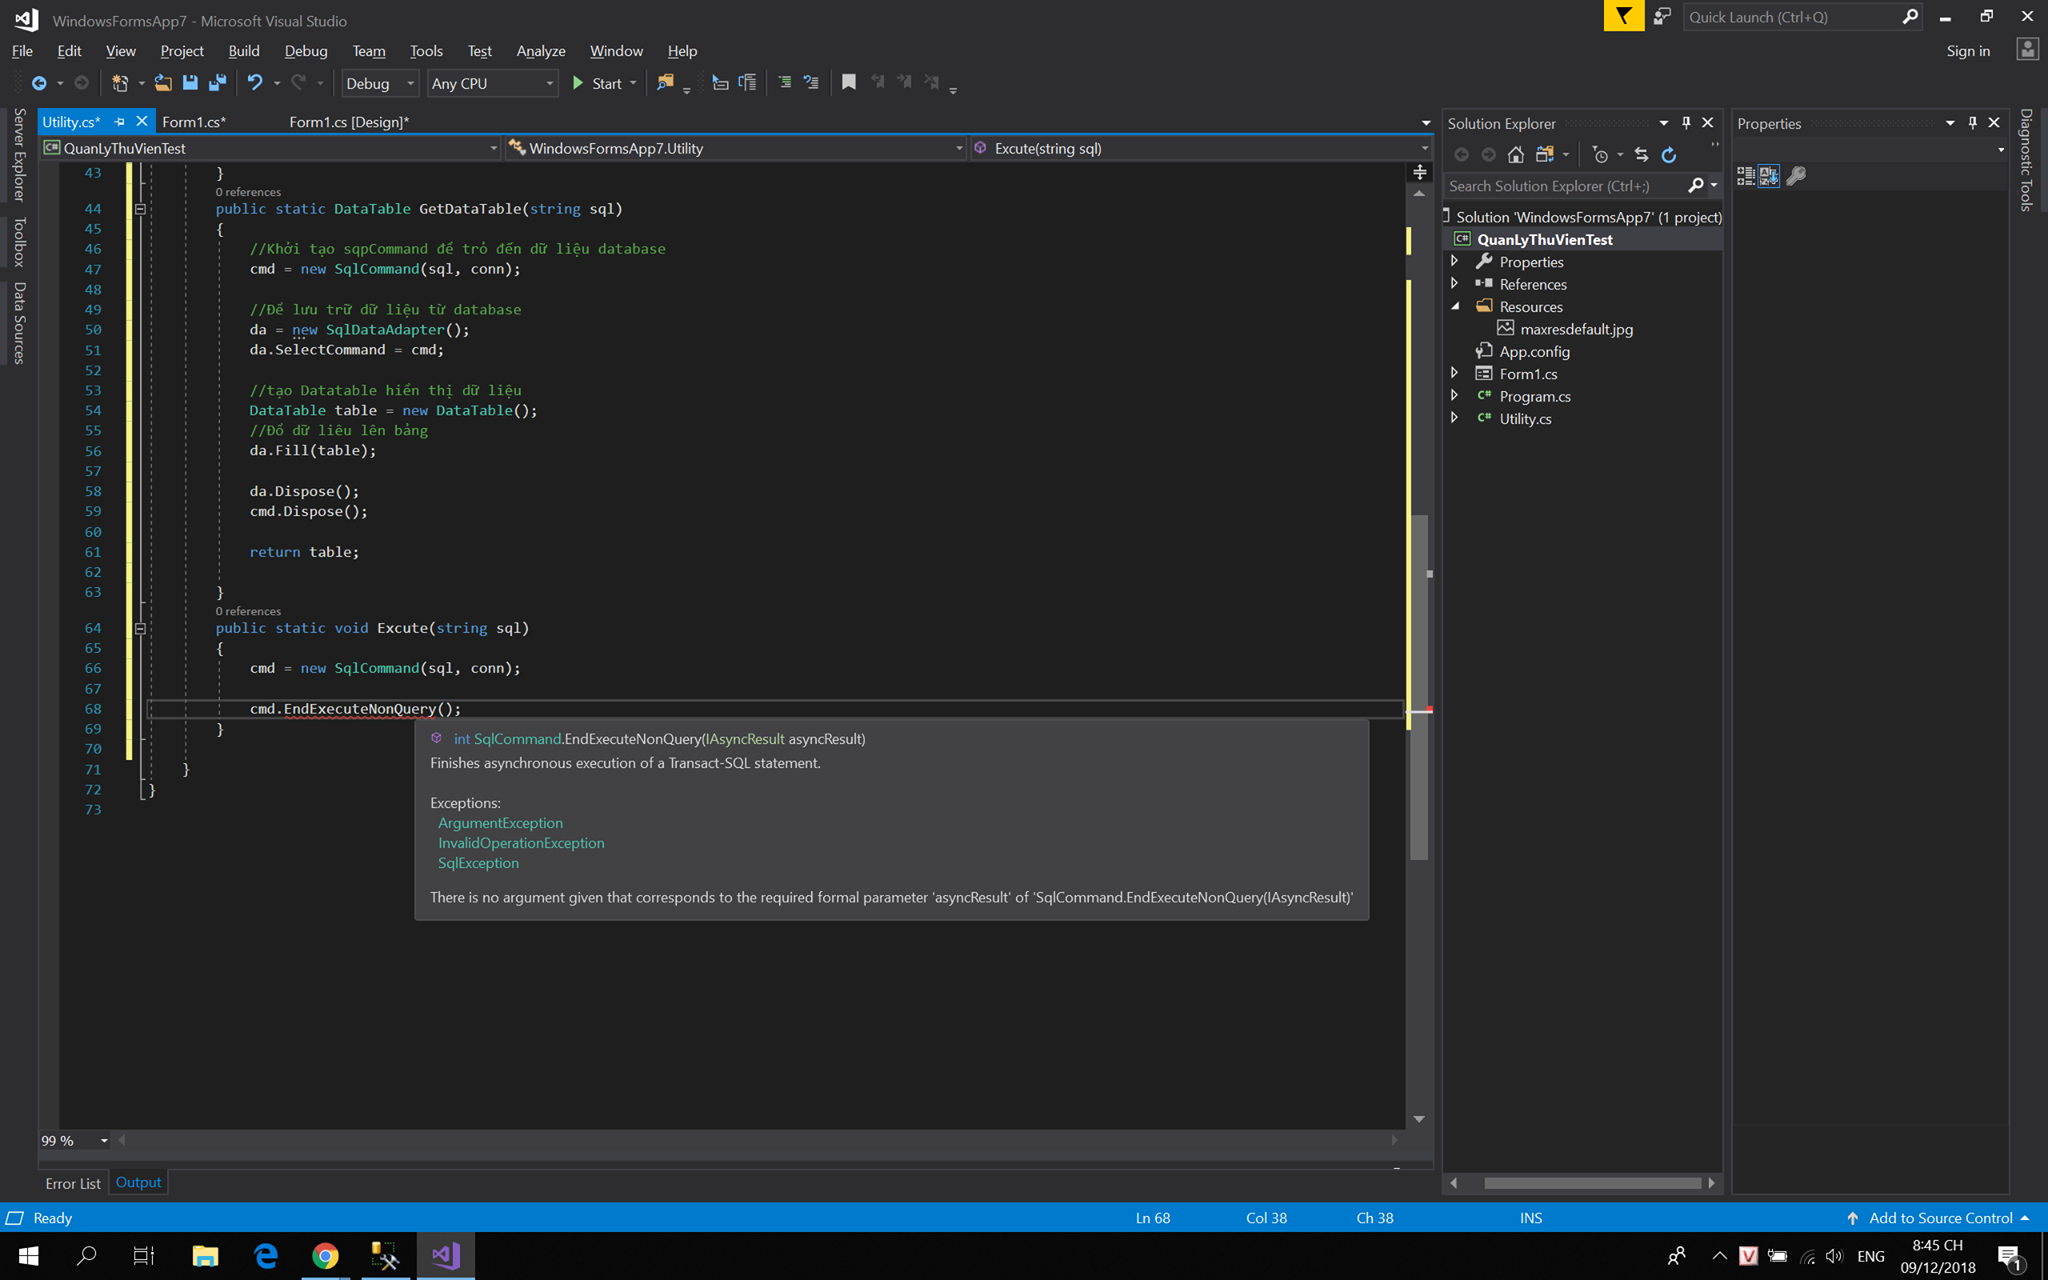 WindowsFormsApp7 - Microsoft Visual Studio
Quick Launch (Ctrl+Q)
File Edit View Project Build Debug Team Tools Test Analyze Window Help
Sign in
Debug Any CPU Start
Server Explorer
Toolbox
Data Sources
Utility.cs* Form1.cs* Form1.cs [Design]*
QuanLyThuVienTest WindowsFormsApp7.Utility Excute(string sql)
43 }
0 references
44 public static DataTable GetDataTable(string sql)
45 {
46 //Khởi tạo sqpCommand để trỏ đến dữ liệu database
47 cmd = new SqlCommand(sql, conn);
48
49 //Để lưu trữ dữ liệu từ database
50 da = new SqlDataAdapter();
51 da.SelectCommand = cmd;
52
53 //tạo Datatable hiển thị dữ liệu
54 DataTable table = new DataTable();
55 //Đổ dữ liêu lên bảng
56 da.Fill(table);
57
58 da.Dispose();
59 cmd.Dispose();
60
61 return table;
62
63 }
0 references
64 public static void Excute(string sql)
65 {
66 cmd = new SqlCommand(sql, conn);
67
68 cmd.EndExecuteNonQuery();
69 }
70
71 }
72 }
73
int SqlCommand.EndExecuteNonQuery(IAsyncResult asyncResult)
Finishes asynchronous execution of a Transact-SQL statement.
Exceptions:
ArgumentException
InvalidOperationException
SqlException
There is no argument given that corresponds to the required formal parameter 'asyncResult' of 'SqlCommand.EndExecuteNonQuery(IAsyncResult)'
99 %
Error List Output
Solution Explorer
Search Solution Explorer (Ctrl+;)
Solution 'WindowsFormsApp7' (1 project)
C# QuanLyThuVienTest
Properties
References
Resources
maxresdefault.jpg
App.config
Form1.cs
C# Program.cs
C# Utility.cs
Properties
Diagnostic Tools
Ready
Ln 68 Col 38 Ch 38 INS
Add to Source Control
V ENG
8:45 CH
09/12/2018
1